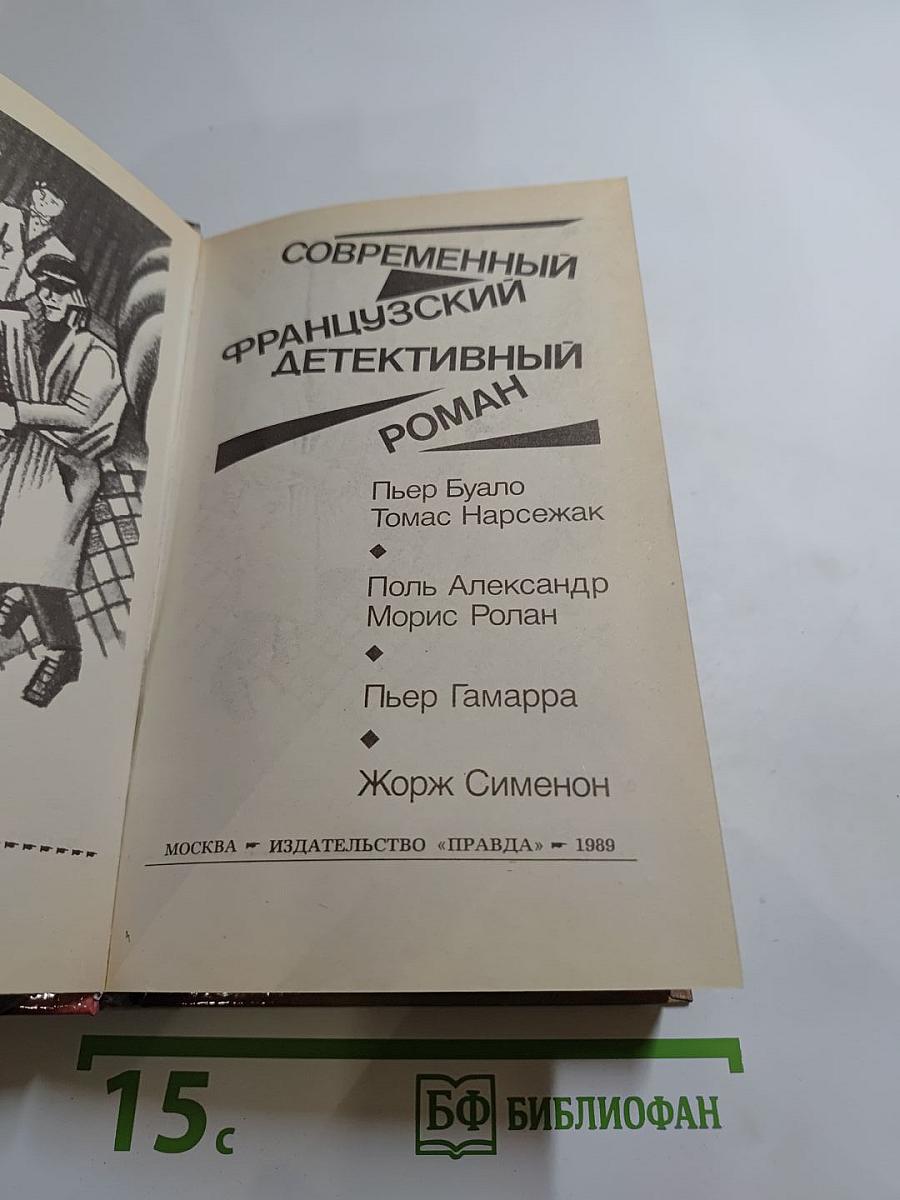 СОВРЕМЕННЫЙ
ФРАНЦУЗСКИЙ
ДЕТЕКТИВНЫЙ
РОМАН
Пьер Буало
Томас Нарсежак
Поль Александр
Морис Ролан
Пьер Гамарра
Жорж Сименон
МОСКВА ИЗДАТЕЛЬСТВО «ПРАВДА» 1989
15 с
БФ БИБЛИОФАН